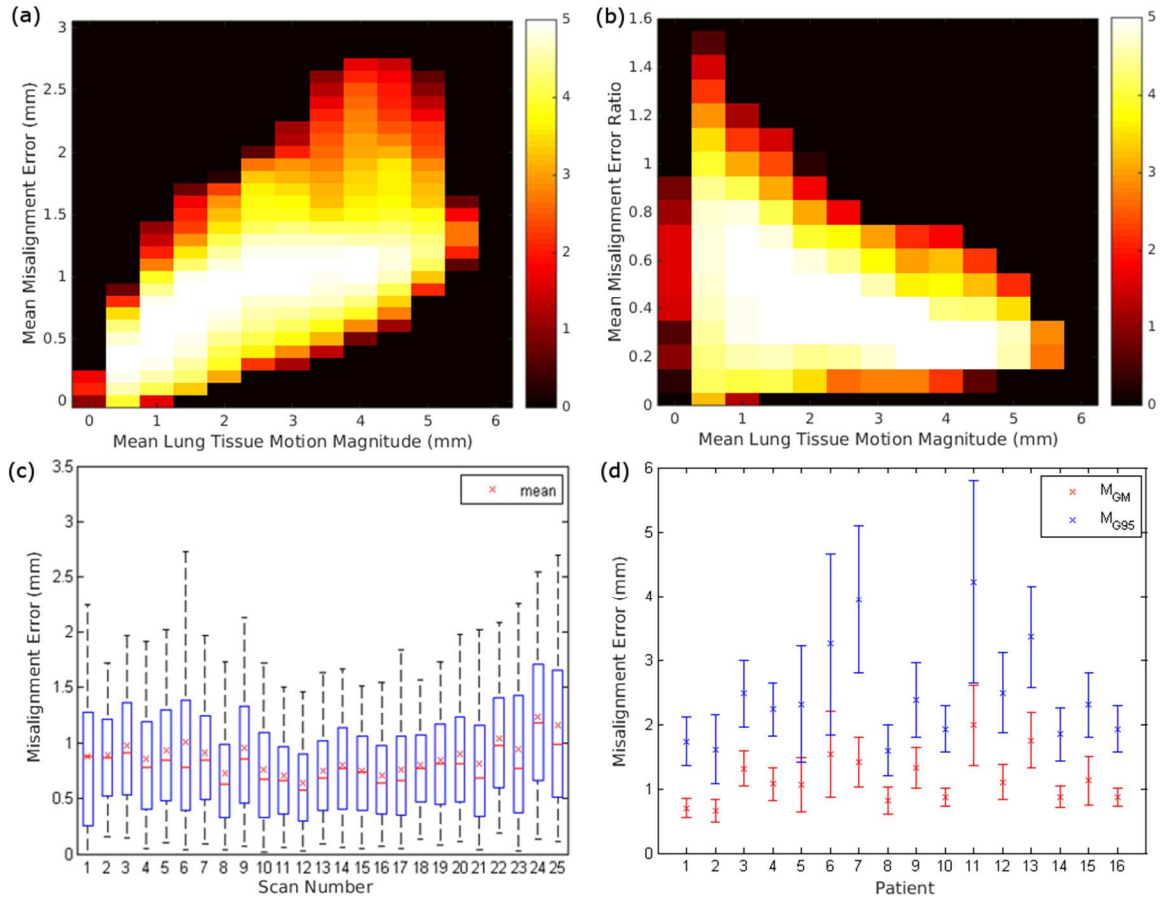 (a)
Mean Misalignment Error (mm)
3
2.5
2
1.5
1
0.5
0
0 1 2 3 4 5 6
Mean Lung Tissue Motion Magnitude (mm)
5
4
3
2
1
0
(b)
Mean Misalignment Error Ratio
1.6
1.4
1.2
1
0.8
0.6
0.4
0.2
0
0 1 2 3 4 5 6
Mean Lung Tissue Motion Magnitude (mm)
5
4
3
2
1
0
(c)
Misalignment Error (mm)
3.5
3
2.5
2
1.5
1
0.5
0
mean
1 2 3 4 5 6 7 8 9 10 11 12 13 14 15 16 17 18 19 20 21 22 23 24 25
Scan Number
(d)
Misalignment Error (mm)
6
5
4
3
2
1
0
M_GM
M_G95
1 2 3 4 5 6 7 8 9 10 11 12 13 14 15 16
Patient